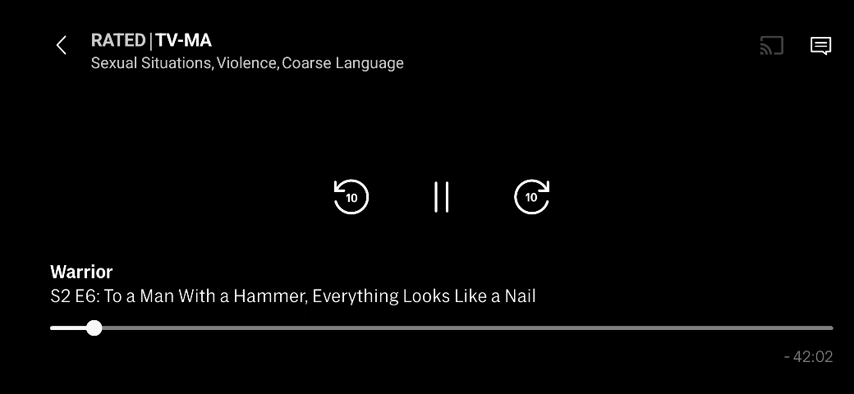 RATED|TV-MA
Sexual Situations, Violence, Coarse Language
10
10
Warrior
S2 E6: To a Man With a Hammer, Everything Looks Like a Nail
- 42:02